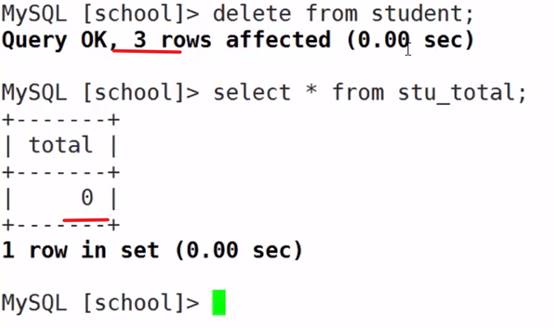 MySQL [school]> delete from student;
Query OK, 3 rows affected (0.00 sec)
MySQL [school]> select * from stu_total;
+-------+
| total |
+-------+
|     0 |
+-------+
1 row in set (0.00 sec)
MySQL [school]>